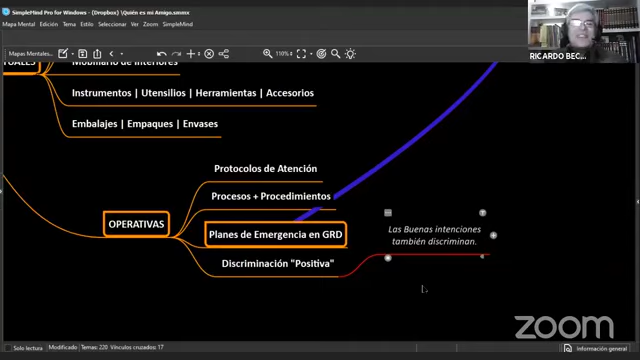 SimpleMind Pro for Windows - (Dropbox) \Quién es mi Amigo.smmx
Mapa Mental Edición Tema Estilo Seleccionar Ver Zoom SimpleMind
Mapas Mentales...
110%
RICARDO BEC...
Mobiliario de Interiores
Instrumentos | Utensilios | Herramientas | Accesorios
Embalajes | Empaques | Envases
Protocolos de Atención
Procesos + Procedimientos
OPERATIVAS
Planes de Emergencia en GRD
Discriminación "Positiva"
Las Buenas intenciones
también discriminan.
zoom
Solo lectura Modificado Temas: 220 Vínculos cruzados: 17
Información general